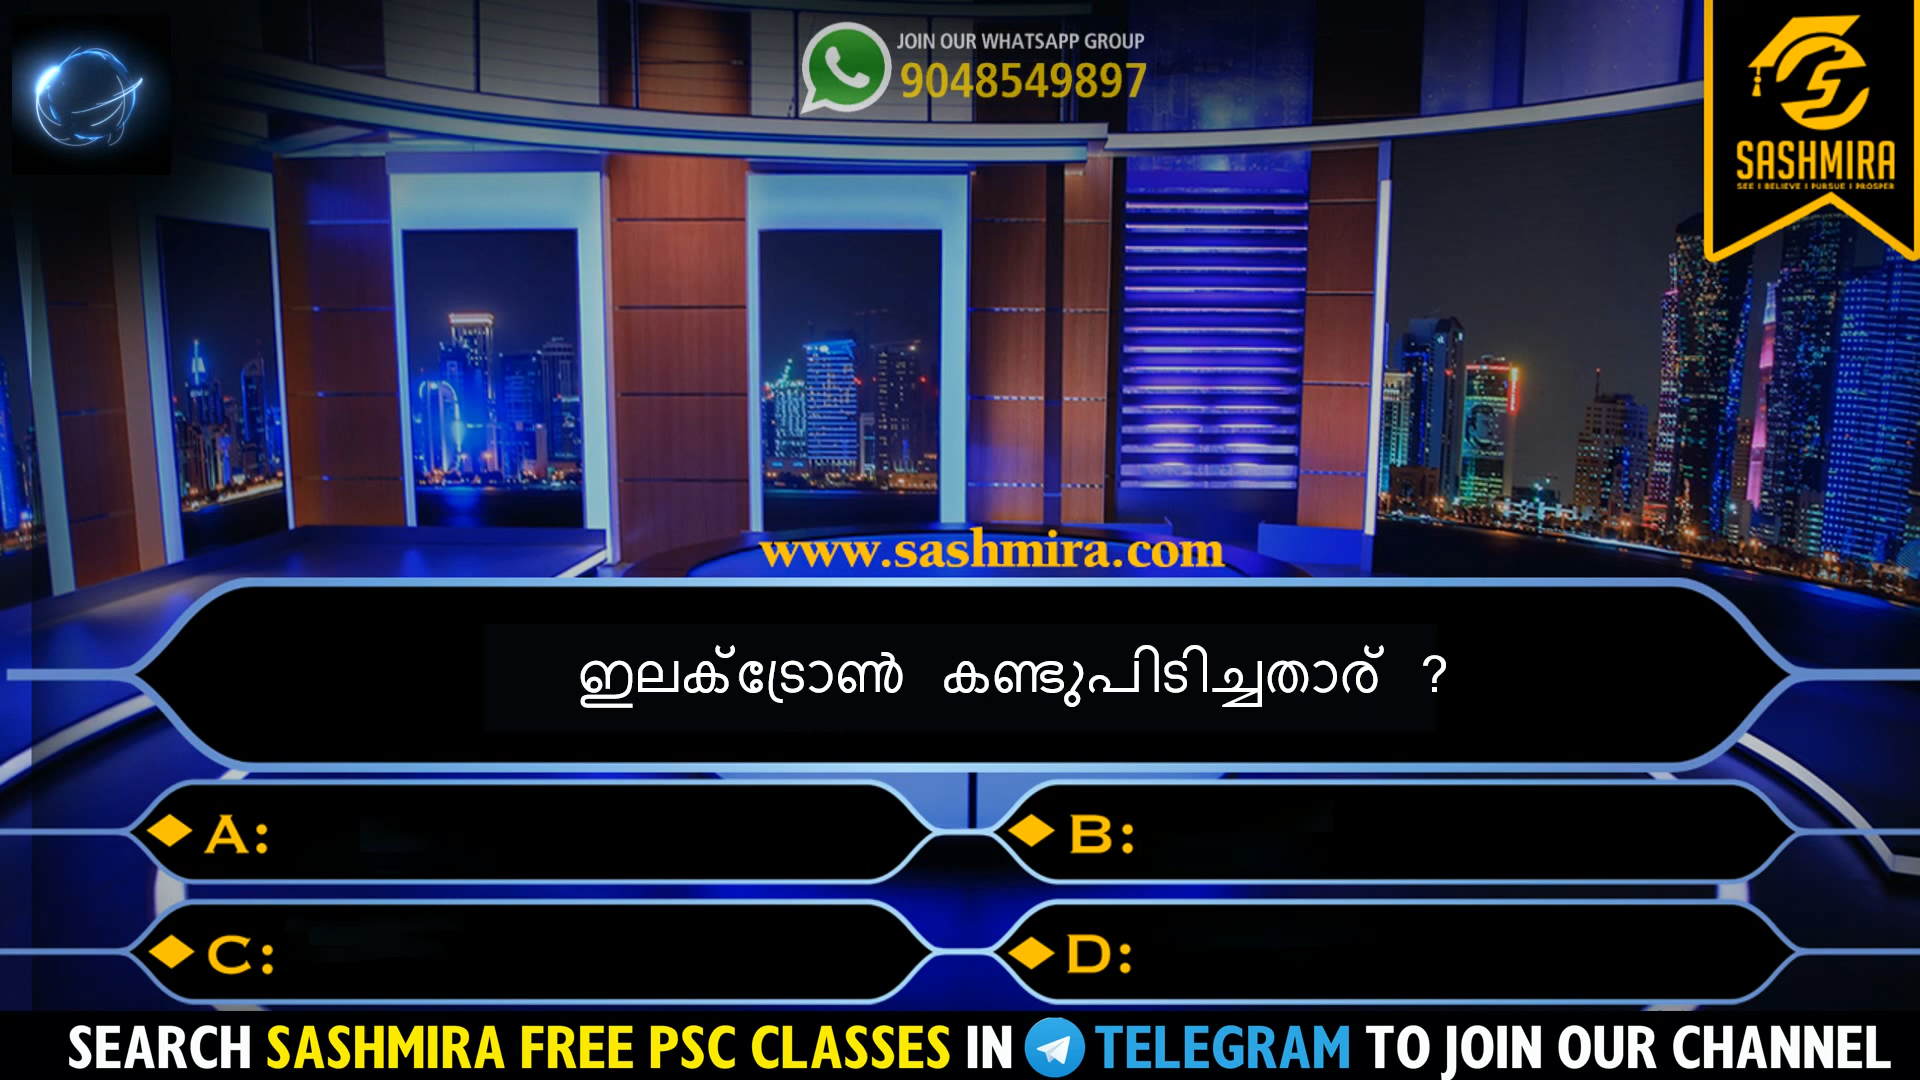 JOIN OUR WHATSAPP GROUP
9048549897
SASHMIRA
SEE I BELIEVE I PURSUE I PROSPER
www.sashmira.com
ഇലക്ട്രോൺ കണ്ടുപിടിച്ചതാര് ?
A:
B:
C:
D:
SEARCH SASHMIRA FREE PSC CLASSES IN TELEGRAM TO JOIN OUR CHANNEL